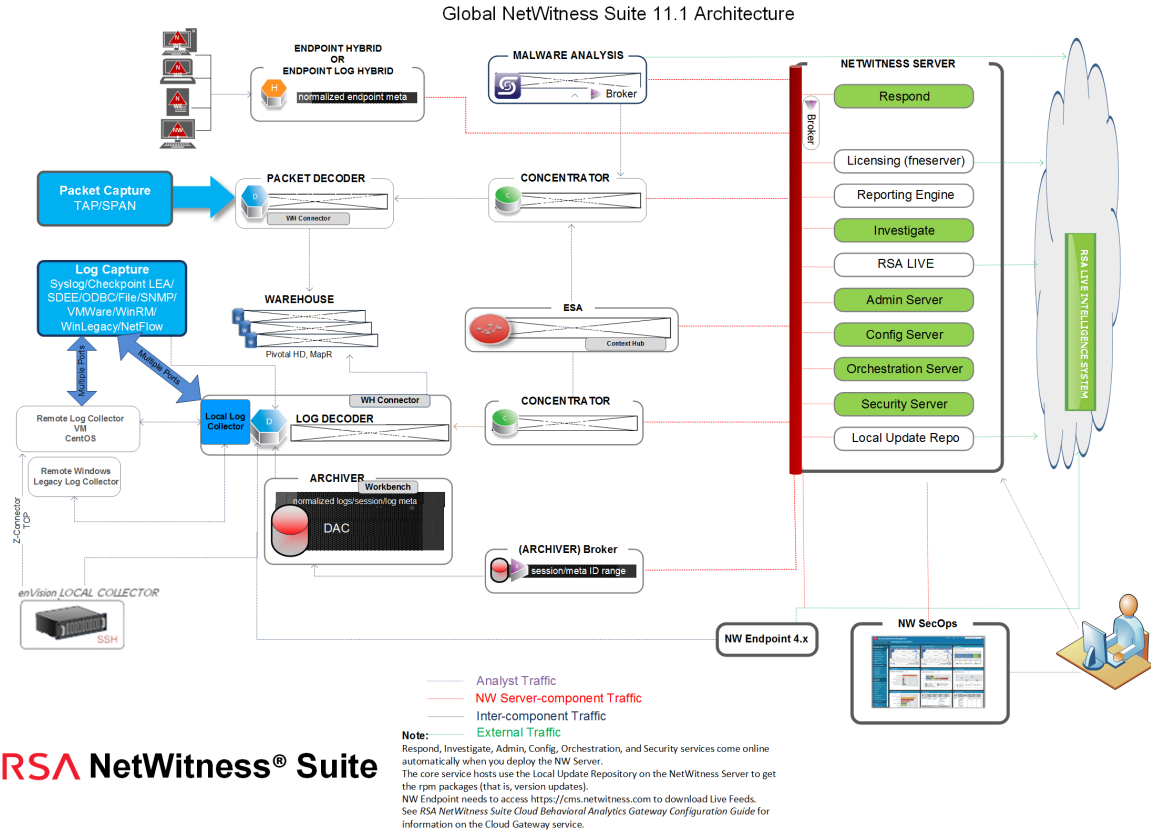 Global NetWitness Suite 11.1 Architecture
ENDPOINT HYBRID
OR
ENDPOINT LOG HYBRID
N
WE
N
WE
N
WE
NW
H
normalized endpoint meta
MALWARE ANALYSIS
Broker
NETWITNESS SERVER
Broker
Respond
Licensing (fneserver)
Reporting Engine
Investigate
RSA LIVE
Admin Server
Config Server
Orchestration Server
Security Server
Local Update Repo
RSA LIVE INTELLIGENCE SYSTEM
Packet Capture
TAP/SPAN
PACKET DECODER
D
WH Connector
CONCENTRATOR
C
Log Capture
Syslog/Checkpoint LEA/
SDEE/ODBC/File/SNMP/
VMWare/WinRM/
WinLegacy/NetFlow
WAREHOUSE
Pivotal HD, MapR
ESA
Context Hub
Multiple Ports
Multiple Ports
WH Connector
Local Log
Collector
D
LOG DECODER
CONCENTRATOR
C
Remote Log Collector
VM
CentOS
Remote Windows
Legacy Log Collector
Z-Connector
TCP
ARCHIVER
Workbench
normalized logs/session/log meta
DAC
(ARCHIVER) Broker
session/meta ID range
enVision LOCAL COLLECTOR
SSH
NW Endpoint 4.x
NW SecOps
Analyst Traffic
NW Server-component Traffic
Inter-component Traffic
External Traffic
Note:
Respond, Investigate, Admin, Config, Orchestration, and Security services come online
automatically when you deploy the NW Server.
The core service hosts use the Local Update Repository on the NetWitness Server to get
the rpm packages (that is, version updates).
NW Endpoint needs to access https://cms.netwitness.com to download Live Feeds.
See RSA NetWitness Suite Cloud Behavioral Analytics Gateway Configuration Guide for
information on the Cloud Gateway service.
RSA NetWitness® Suite